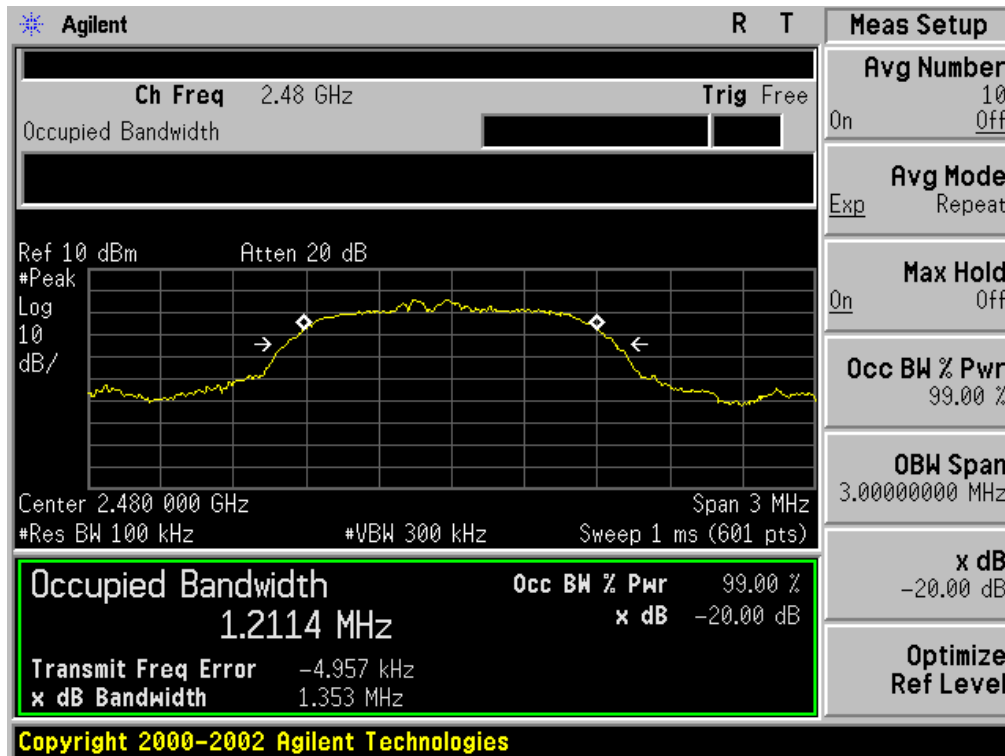 Agilent R T
Meas Setup
Ch Freq 2.48 GHz Trig Free
Occupied Bandwidth
Ref 10 dBm Atten 20 dB
#Peak
Log
10
dB/
Center 2.480 000 GHz Span 3 MHz
#Res BW 100 kHz #VBW 300 kHz Sweep 1 ms (601 pts)
Occupied Bandwidth
1.2114 MHz
Occ BW % Pwr 99.00 %
x dB -20.00 dB
Transmit Freq Error -4.957 kHz
x dB Bandwidth 1.353 MHz
Avg Number
10
On Off
Avg Mode
Exp Repeat
Max Hold
On Off
Occ BW % Pwr
99.00 %
OBW Span
3.00000000 MHz
x dB
-20.00 dB
Optimize
Ref Level
Copyright 2000-2002 Agilent Technologies